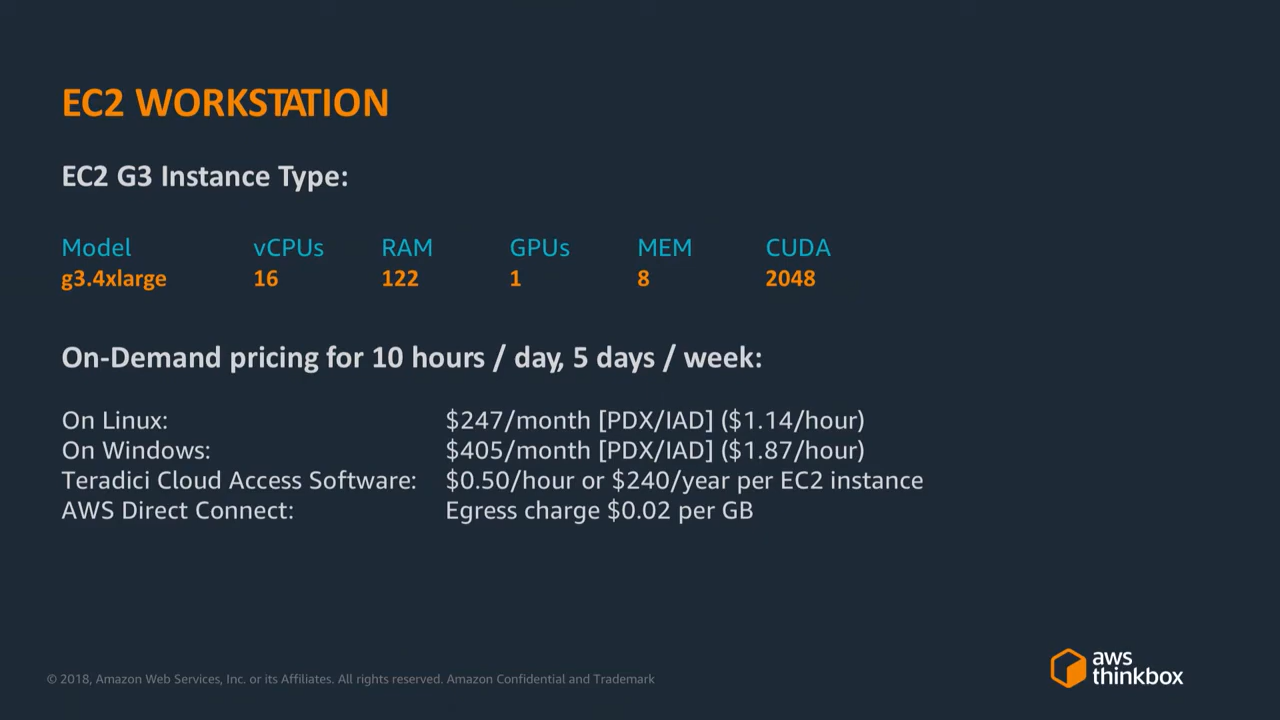 EC2 WORKSTATION
EC2 G3 Instance Type:
Model vCPUs RAM GPUs MEM CUDA
g3.4xlarge 16 122 1 8 2048
On-Demand pricing for 10 hours / day, 5 days / week:
On Linux: $247/month [PDX/IAD] ($1.14/hour)
On Windows: $405/month [PDX/IAD] ($1.87/hour)
Teradici Cloud Access Software: $0.50/hour or $240/year per EC2 instance
AWS Direct Connect: Egress charge $0.02 per GB
© 2018, Amazon Web Services, Inc. or its Affiliates. All rights reserved. Amazon Confidential and Trademark
aws
thinkbox